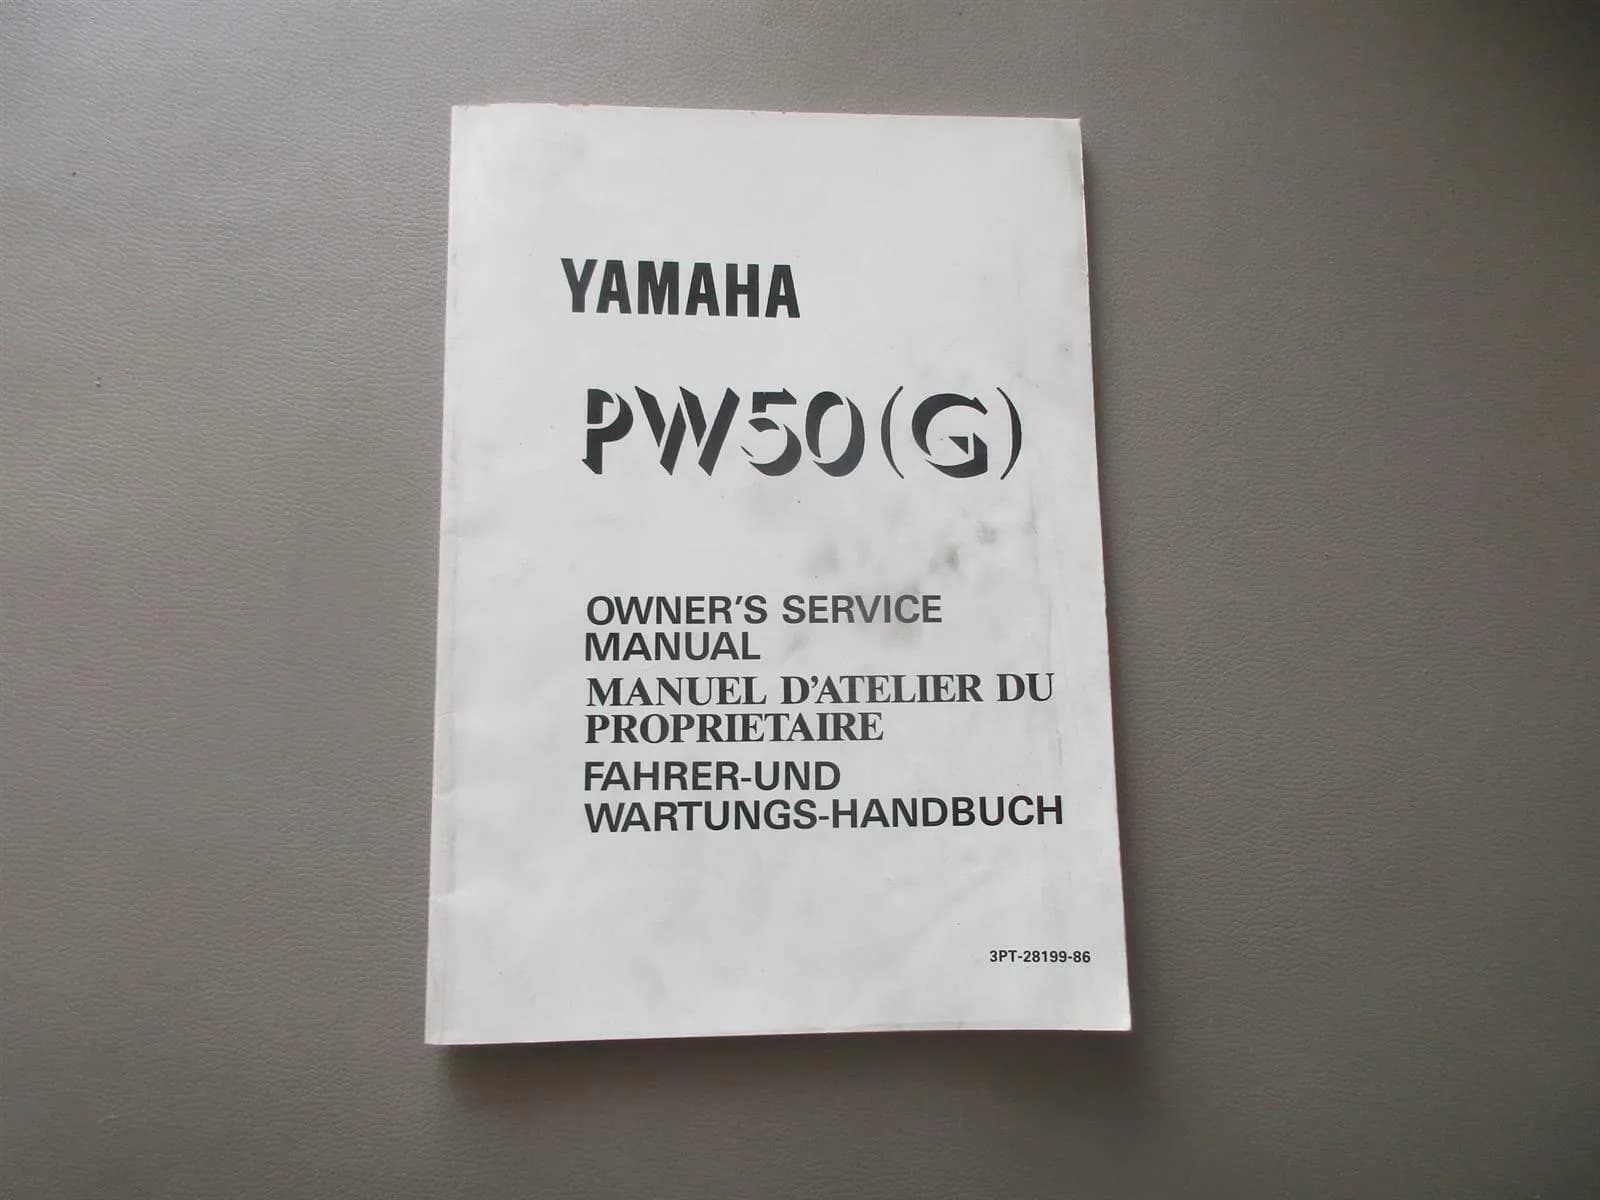 YAMAHA
PW50(G)
OWNER'S SERVICE
MANUAL
MANUEL D'ATELIER DU
PROPRIETAIRE
FAHRER-UND
WARTUNGS-HANDBUCH
3PT-28199-86